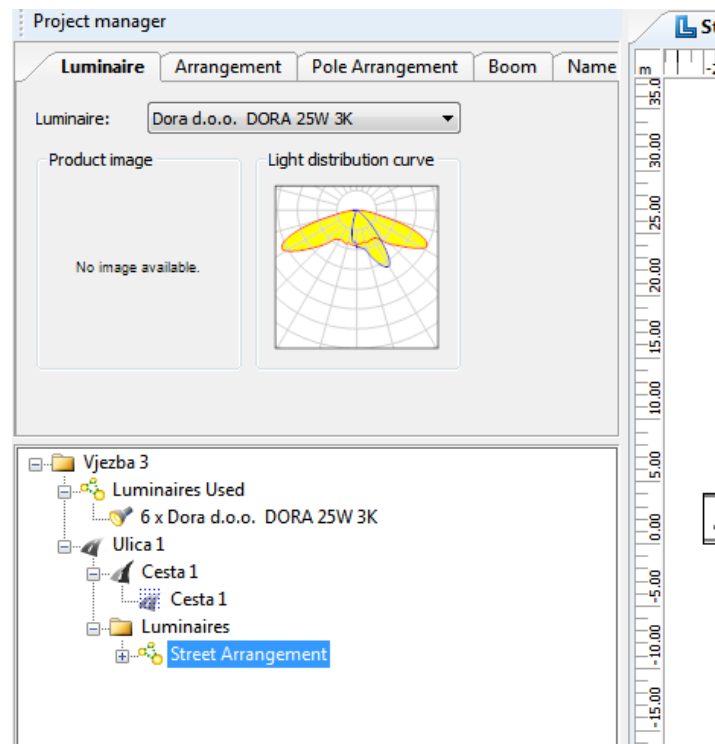 Project manager
Luminaire Arrangement Pole Arrangement Boom Name
Luminaire: Dora d.o.o. DORA 25W 3K
Product image
Light distribution curve
No image available.
Vjezba 3
Luminaires Used
6 x Dora d.o.o. DORA 25W 3K
Ulica 1
Cesta 1
Cesta 1
Luminaires
Street Arrangement
St
m
35.0
30.00
25.00
20.00
15.00
10.00
5.00
0.00
-5.00
-10.00
-15.00